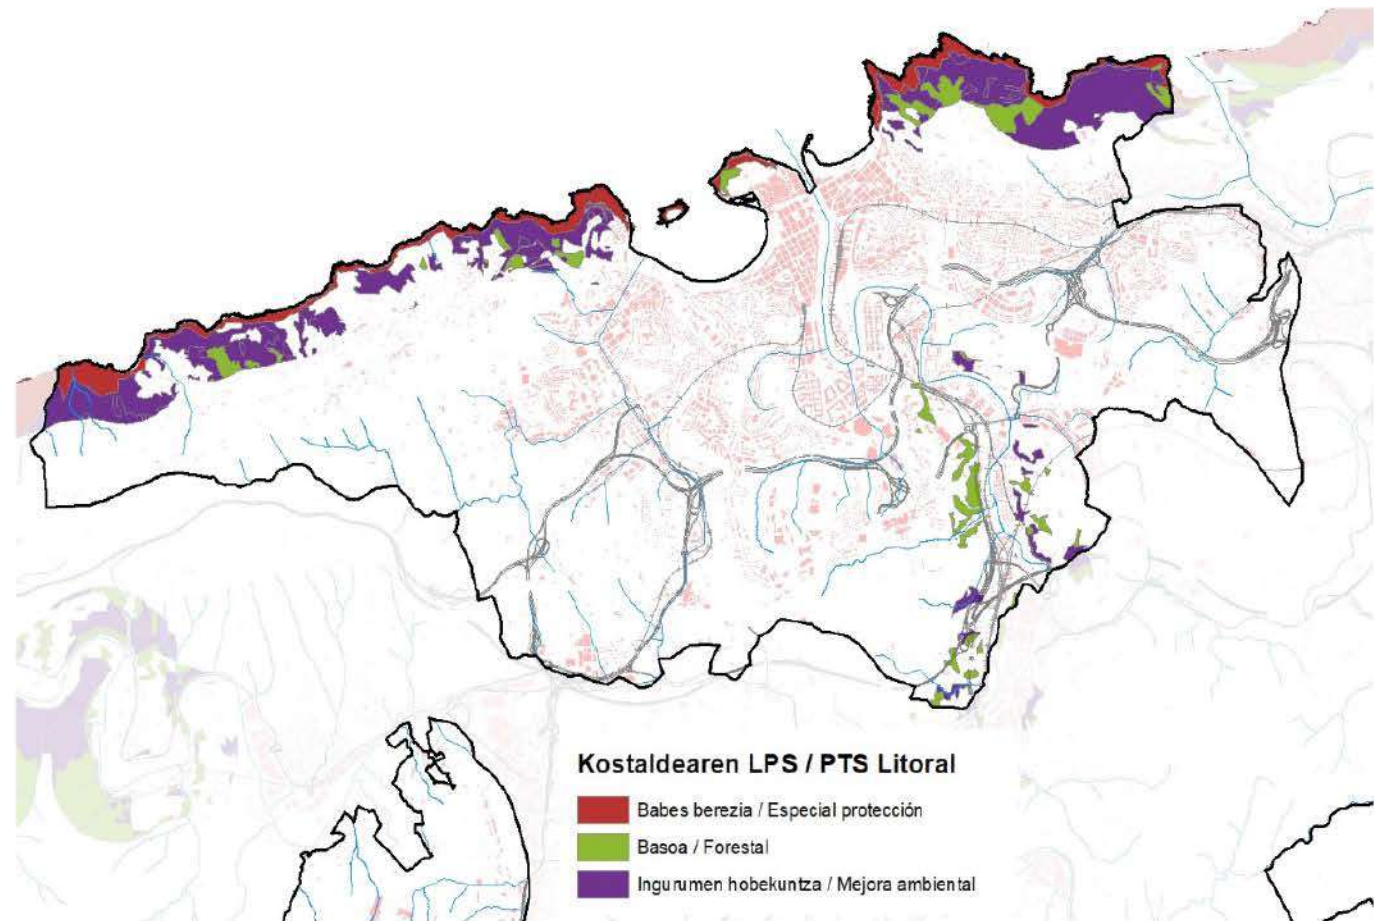 Kostaldearen LPS / PTS Litoral
Babes berezia / Especial protección
Basoa / Forestal
Ingurumen hobekuntza / Mejora ambiental